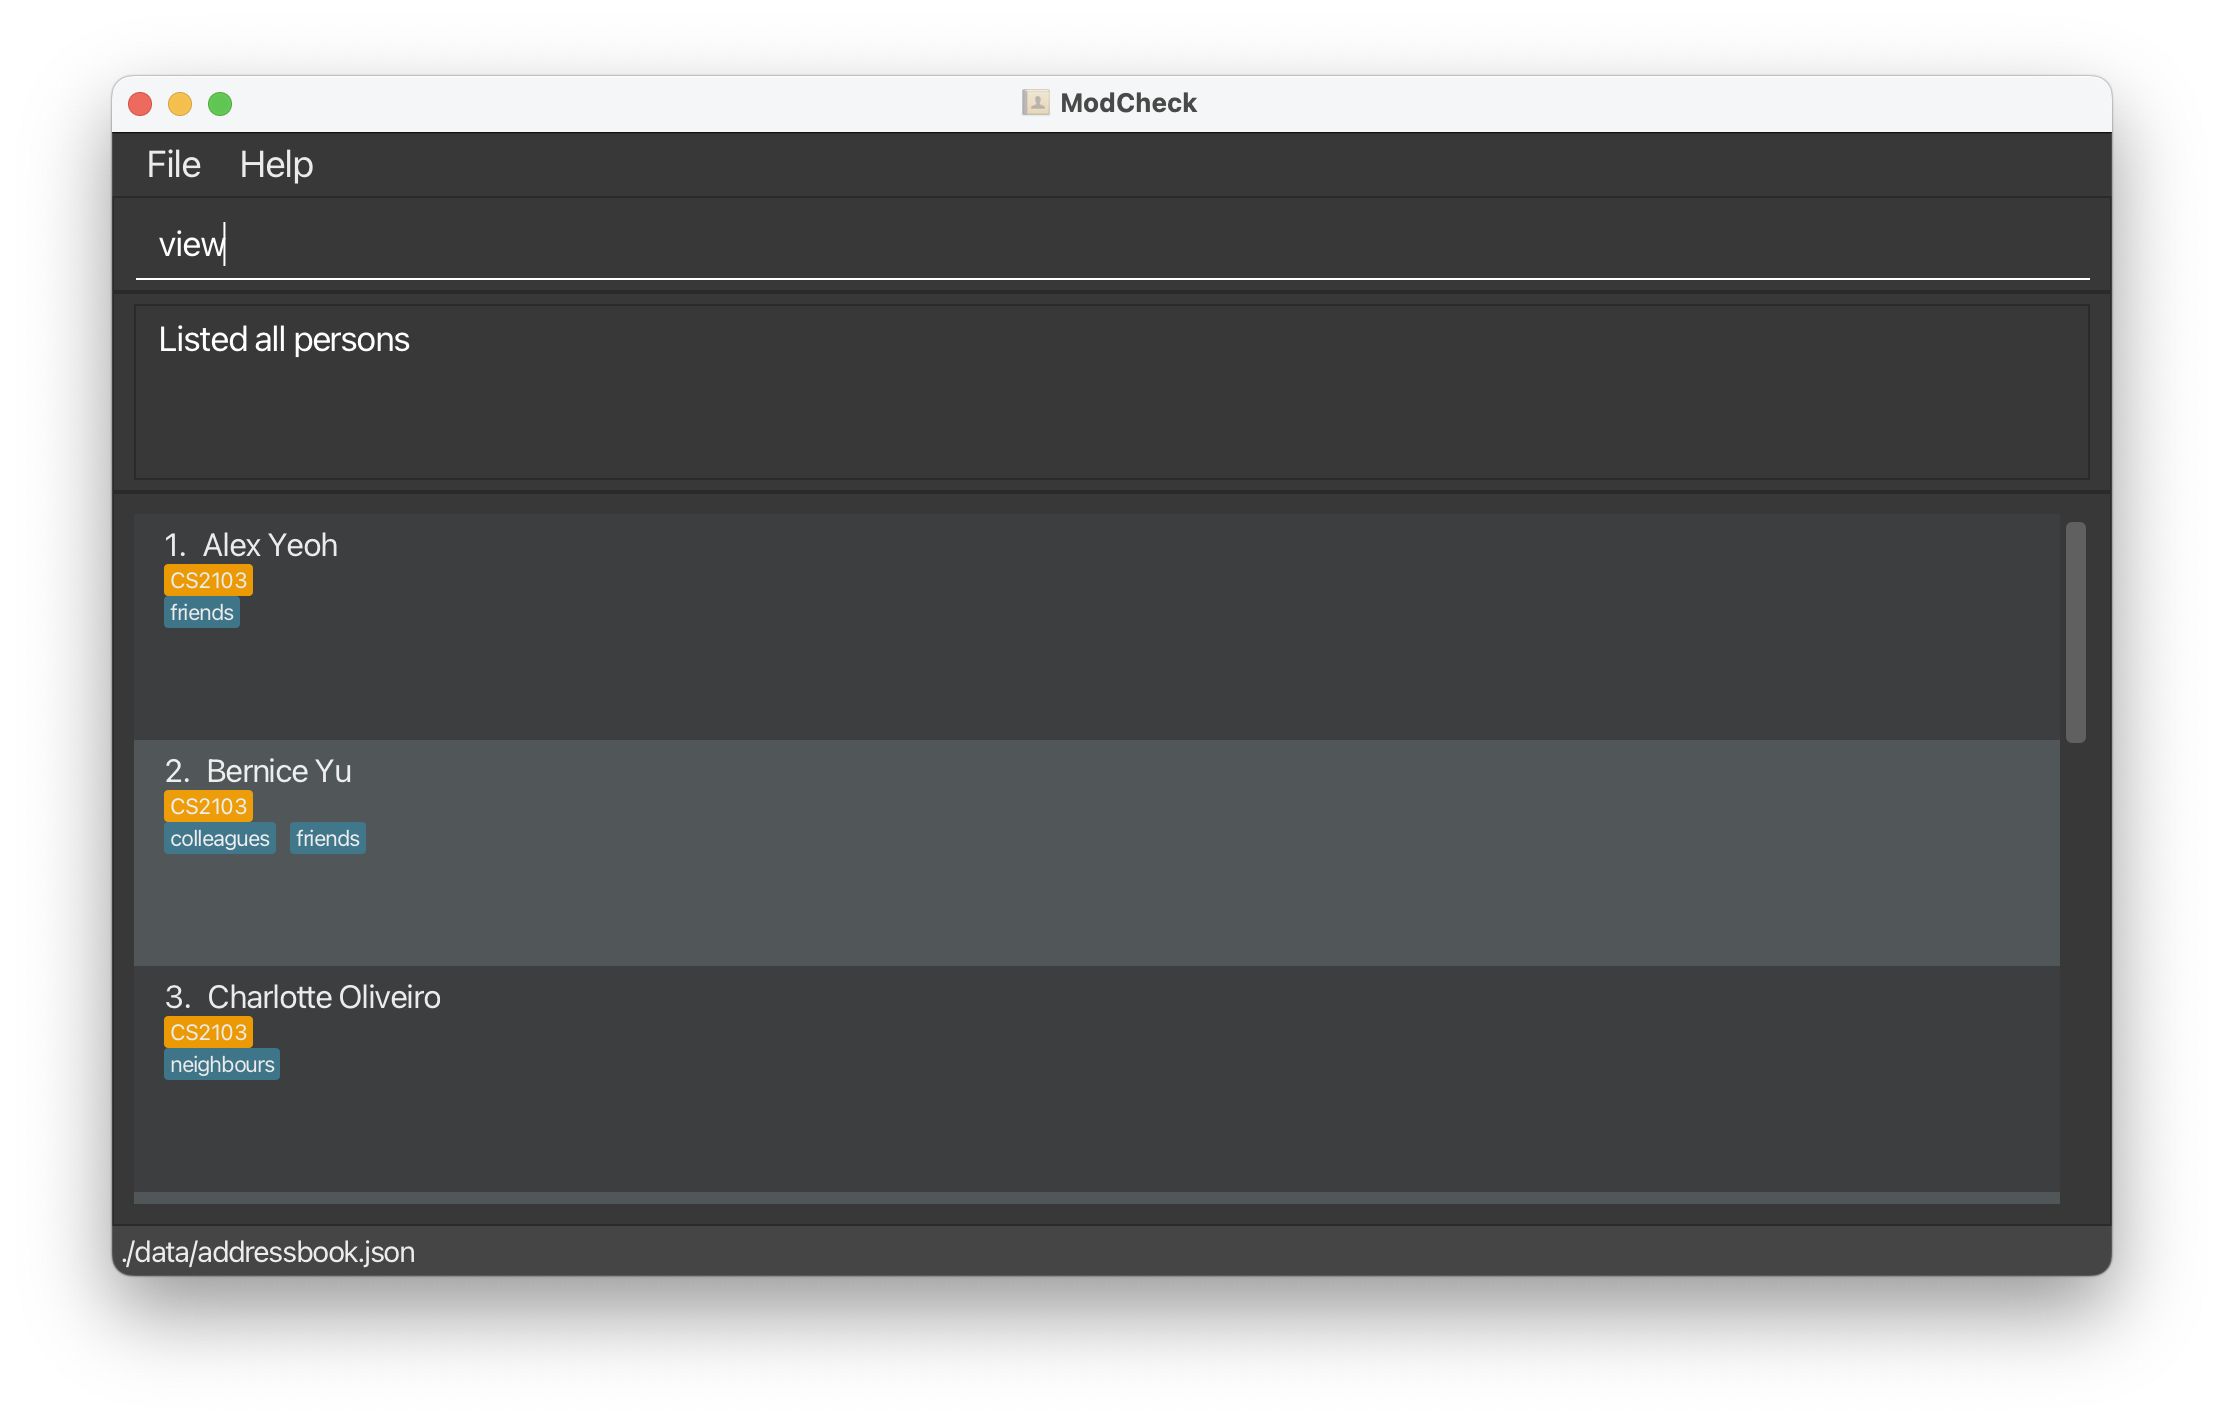 ModCheck
File Help
view
Listed all persons
1. Alex Yeoh
CS2103
friends
2. Bernice Yu
CS2103
colleagues friends
3. Charlotte Oliveiro
CS2103
neighbours
./data/addressbook.json